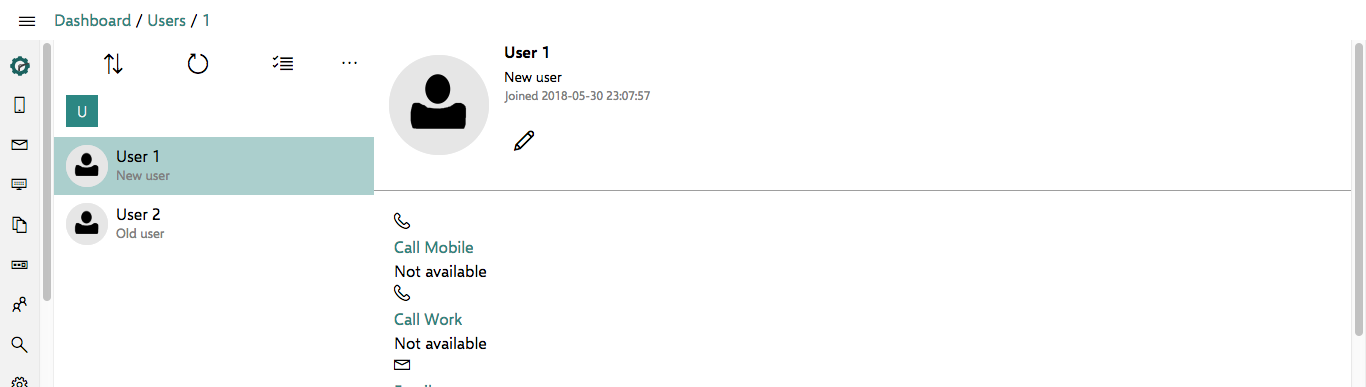 Dashboard / Users / 1
U
User 1
New user
User 2
Old user
User 1
New user
Joined 2018-05-30 23:07:57
Call Mobile
Not available
Call Work
Not available